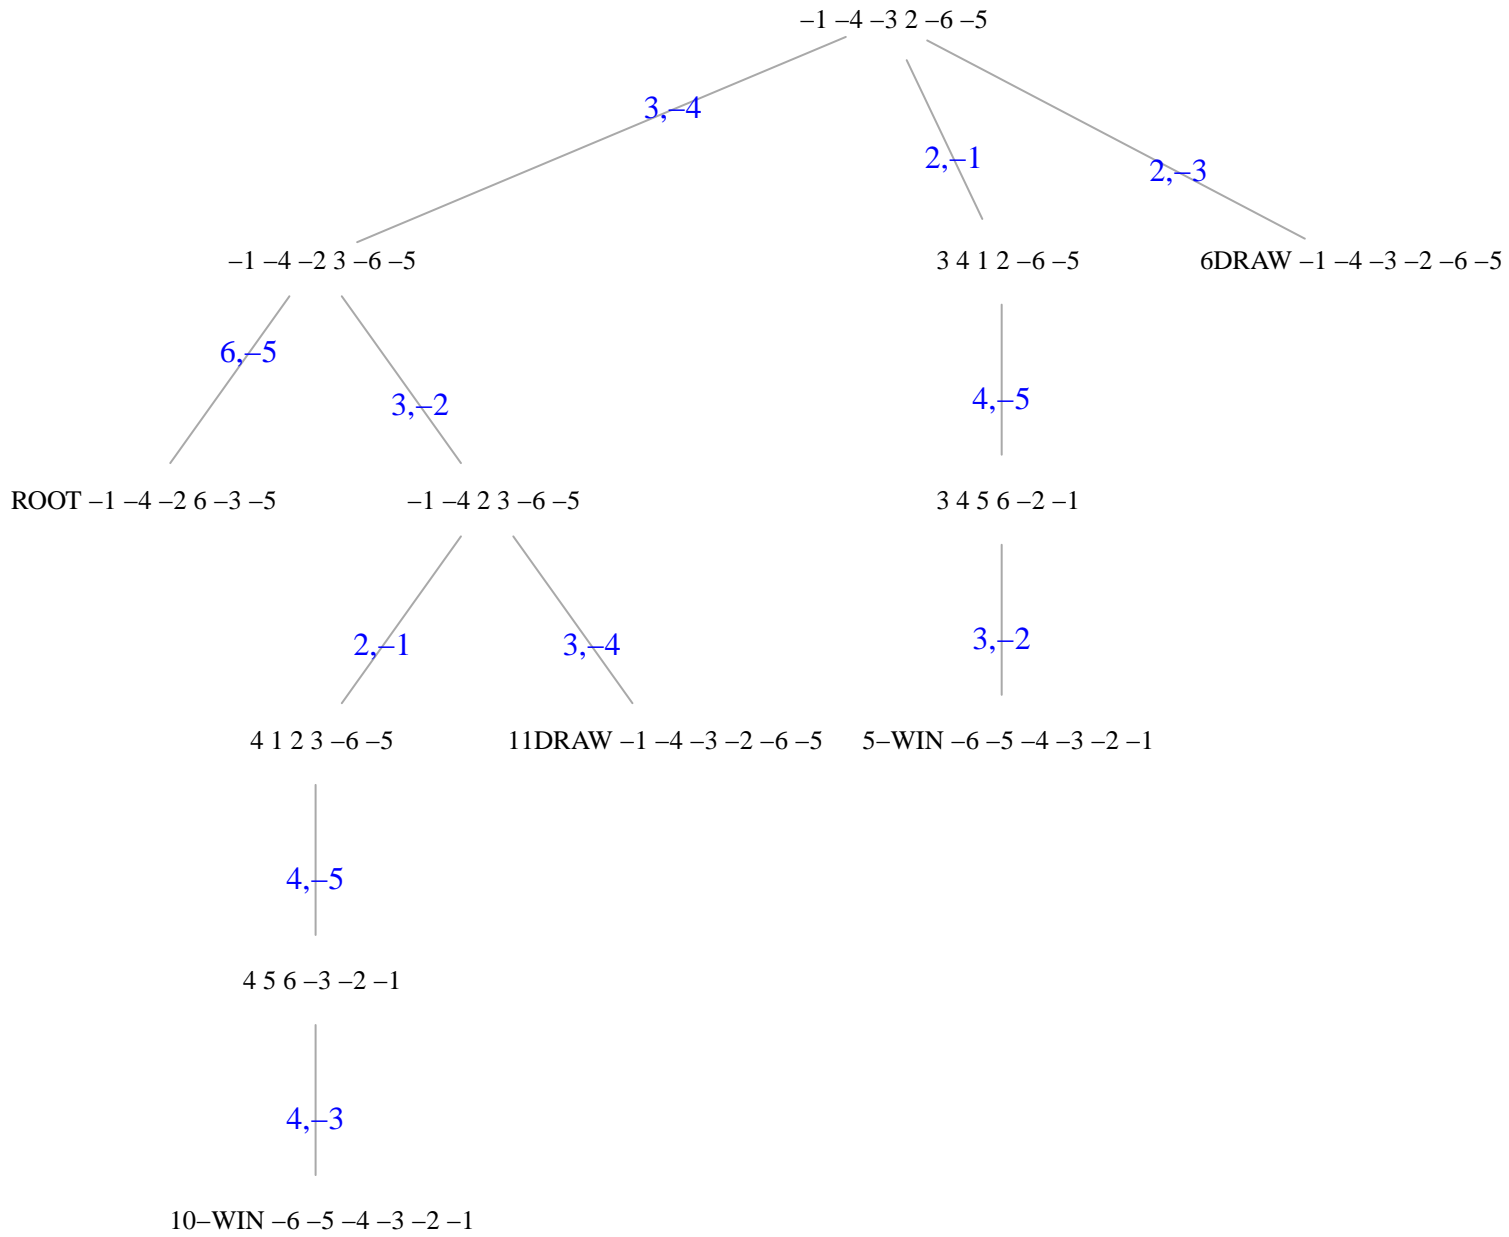 –1 –4 –3 2 –6 –5
3,–4
2,–1
2,–3
–1 –4 –2 3 –6 –5
3 4 1 2 –6 –5
6DRAW –1 –4 –3 –2 –6 –5
6,–5
3,–2
4,–5
ROOT –1 –4 –2 6 –3 –5
–1 –4 2 3 –6 –5
3 4 5 6 –2 –1
2,–1
3,–4
3,–2
4 1 2 3 –6 –5
11DRAW –1 –4 –3 –2 –6 –5
5–WIN –6 –5 –4 –3 –2 –1
4,–5
4 5 6 –3 –2 –1
4,–3
10–WIN –6 –5 –4 –3 –2 –1